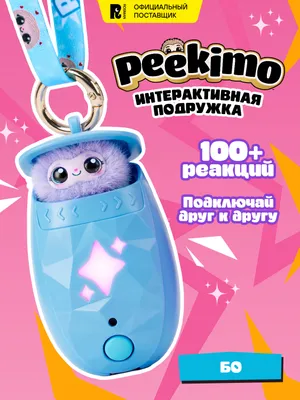 ОФИЦИАЛЬНЫЙ
ПОСТАВЩИК
Peekimo
ИНТЕРАКТИВНАЯ
ПОДРУЖКА
100+
реакций
Подключай
друг к другу
БО